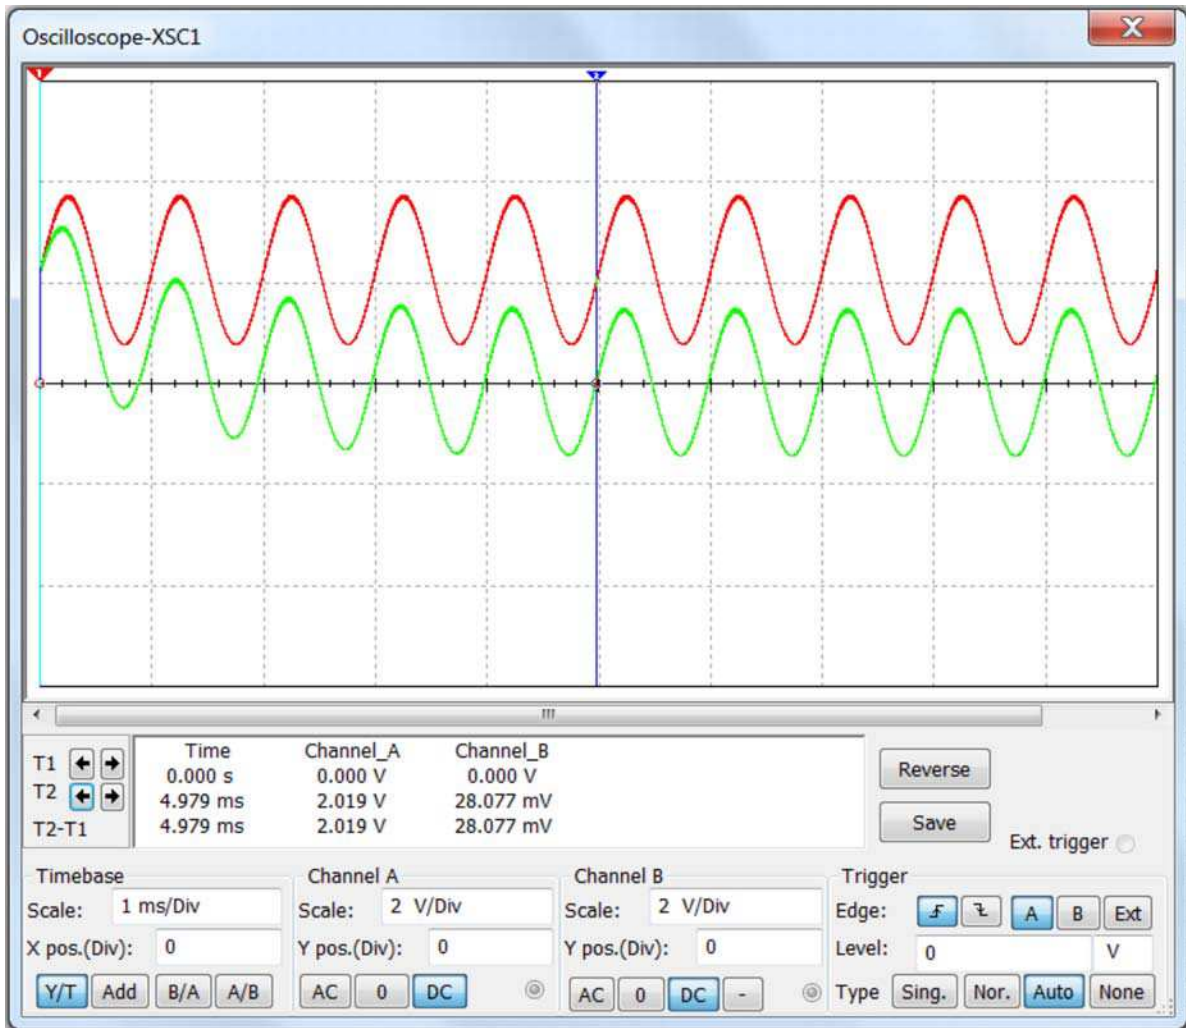 Oscilloscope-XSC1
X
1
2
Time Channel_A Channel_B
T1 0.000 s 0.000 V 0.000 V
T2 4.979 ms 2.019 V 28.077 mV
T2-T1 4.979 ms 2.019 V 28.077 mV
Reverse
Save
Ext. trigger
Timebase
Scale: 1 ms/Div
X pos.(Div): 0
Y/T Add B/A A/B
Channel A
Scale: 2 V/Div
Y pos.(Div): 0
AC 0 DC
Channel B
Scale: 2 V/Div
Y pos.(Div): 0
AC 0 DC -
Trigger
Edge: A B Ext
Level: 0 V
Type Sing. Nor. Auto None